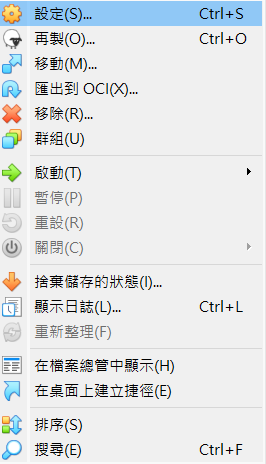 設定(S)... Ctrl+S
再製(O)... Ctrl+O
移動(M)...
匯出到 OCI(X)...
移除(R)...
群組(U)
啟動(T)
暫停(P)
重設(R)
關閉(C)
捨棄儲存的狀態(I)...
顯示日誌(L)... Ctrl+L
重新整理(F)
在檔案總管中顯示(H)
在桌面上建立捷徑(E)
排序(S)
搜尋(E) Ctrl+F